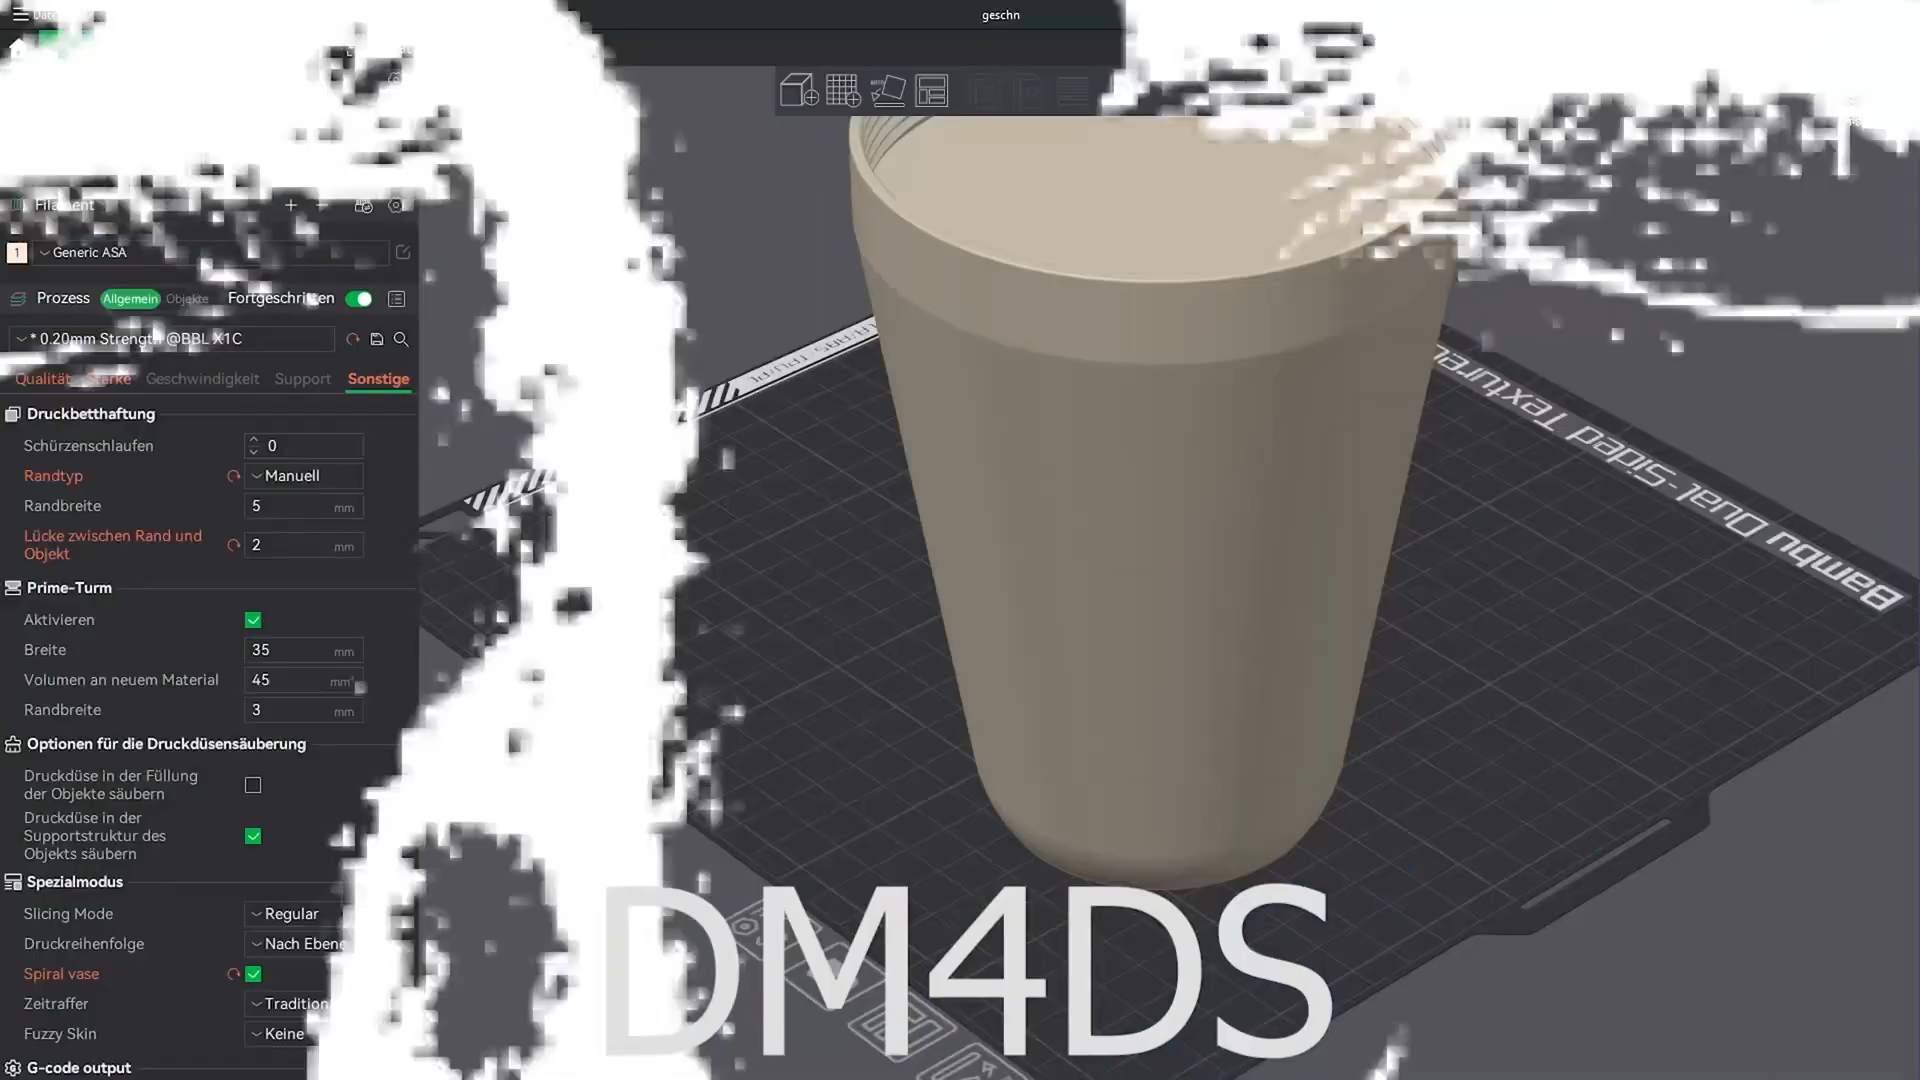 geschn
Filament
1 Generic ASA
Prozess Allgemein Objekte Fortgeschritten
* 0.20mm Strength @BBL X1C
Qualität Stärke Geschwindigkeit Support Sonstige
Druckbetthaftung
Schürzenschlaufen 0
Randtyp Manuell
Randbreite 5 mm
Lücke zwischen Rand und
Objekt 2 mm
Prime-Turm
Aktivieren
Breite 35 mm
Volumen an neuem Material 45 mm³
Randbreite 3 mm
Optionen für die Druckdüsensäuberung
Druckdüse in der Füllung
der Objekte säubern
Druckdüse in der
Supportstruktur des
Objekts säubern
Spezialmodus
Slicing Mode Regular
Druckreihenfolge Nach Ebene
Spiral vase
Zeitraffer Tradition
Fuzzy Skin Keine
G-code output
Bambu Dual-Sided Textured
DM4DS